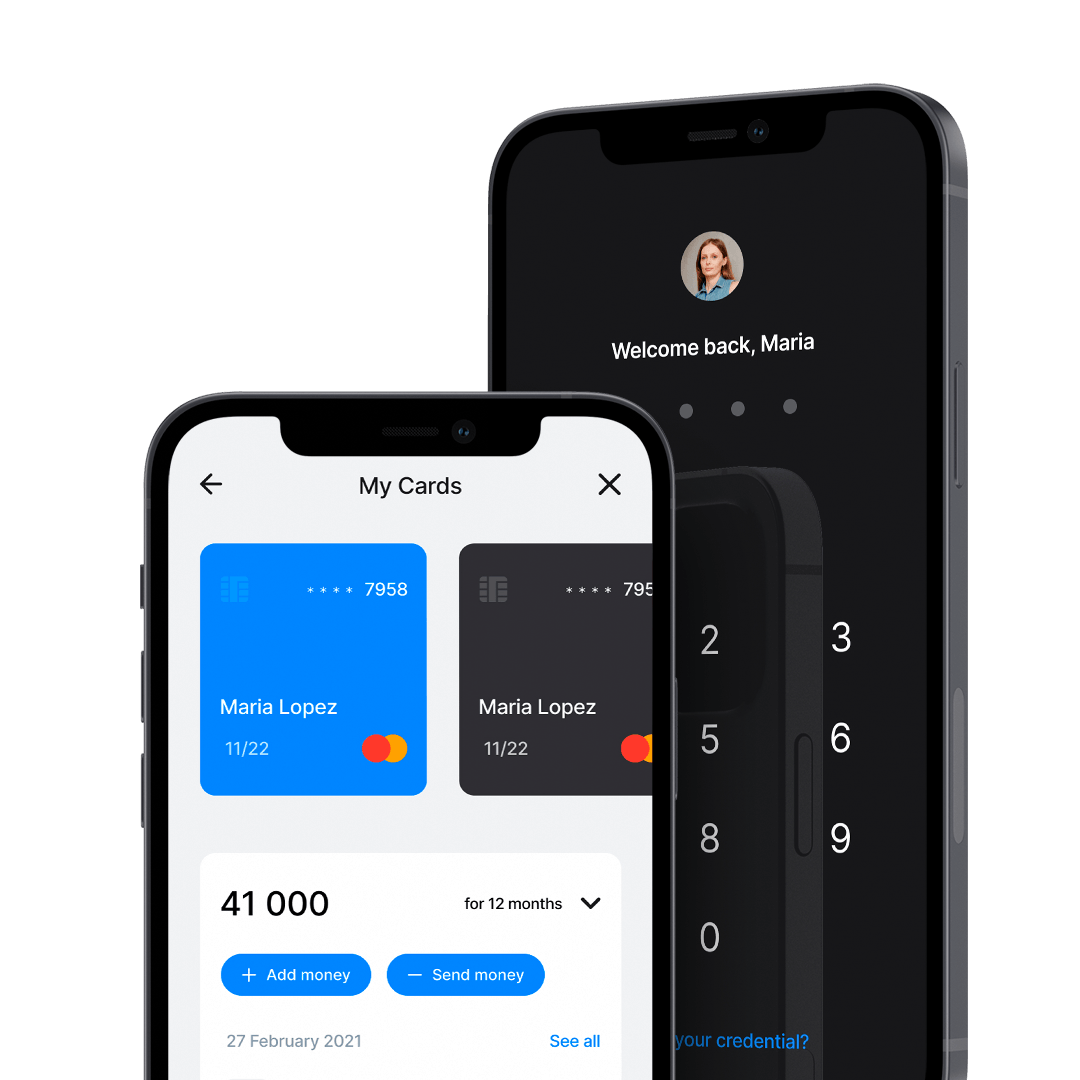 Welcome back, Maria
My Cards
* * * * 7958
* * * * 795
Maria Lopez
Maria Lopez
11/22
11/22
2
3
5
6
8
9
0
41 000
for 12 months
+ Add money
— Send money
27 February 2021
See all
your credential?